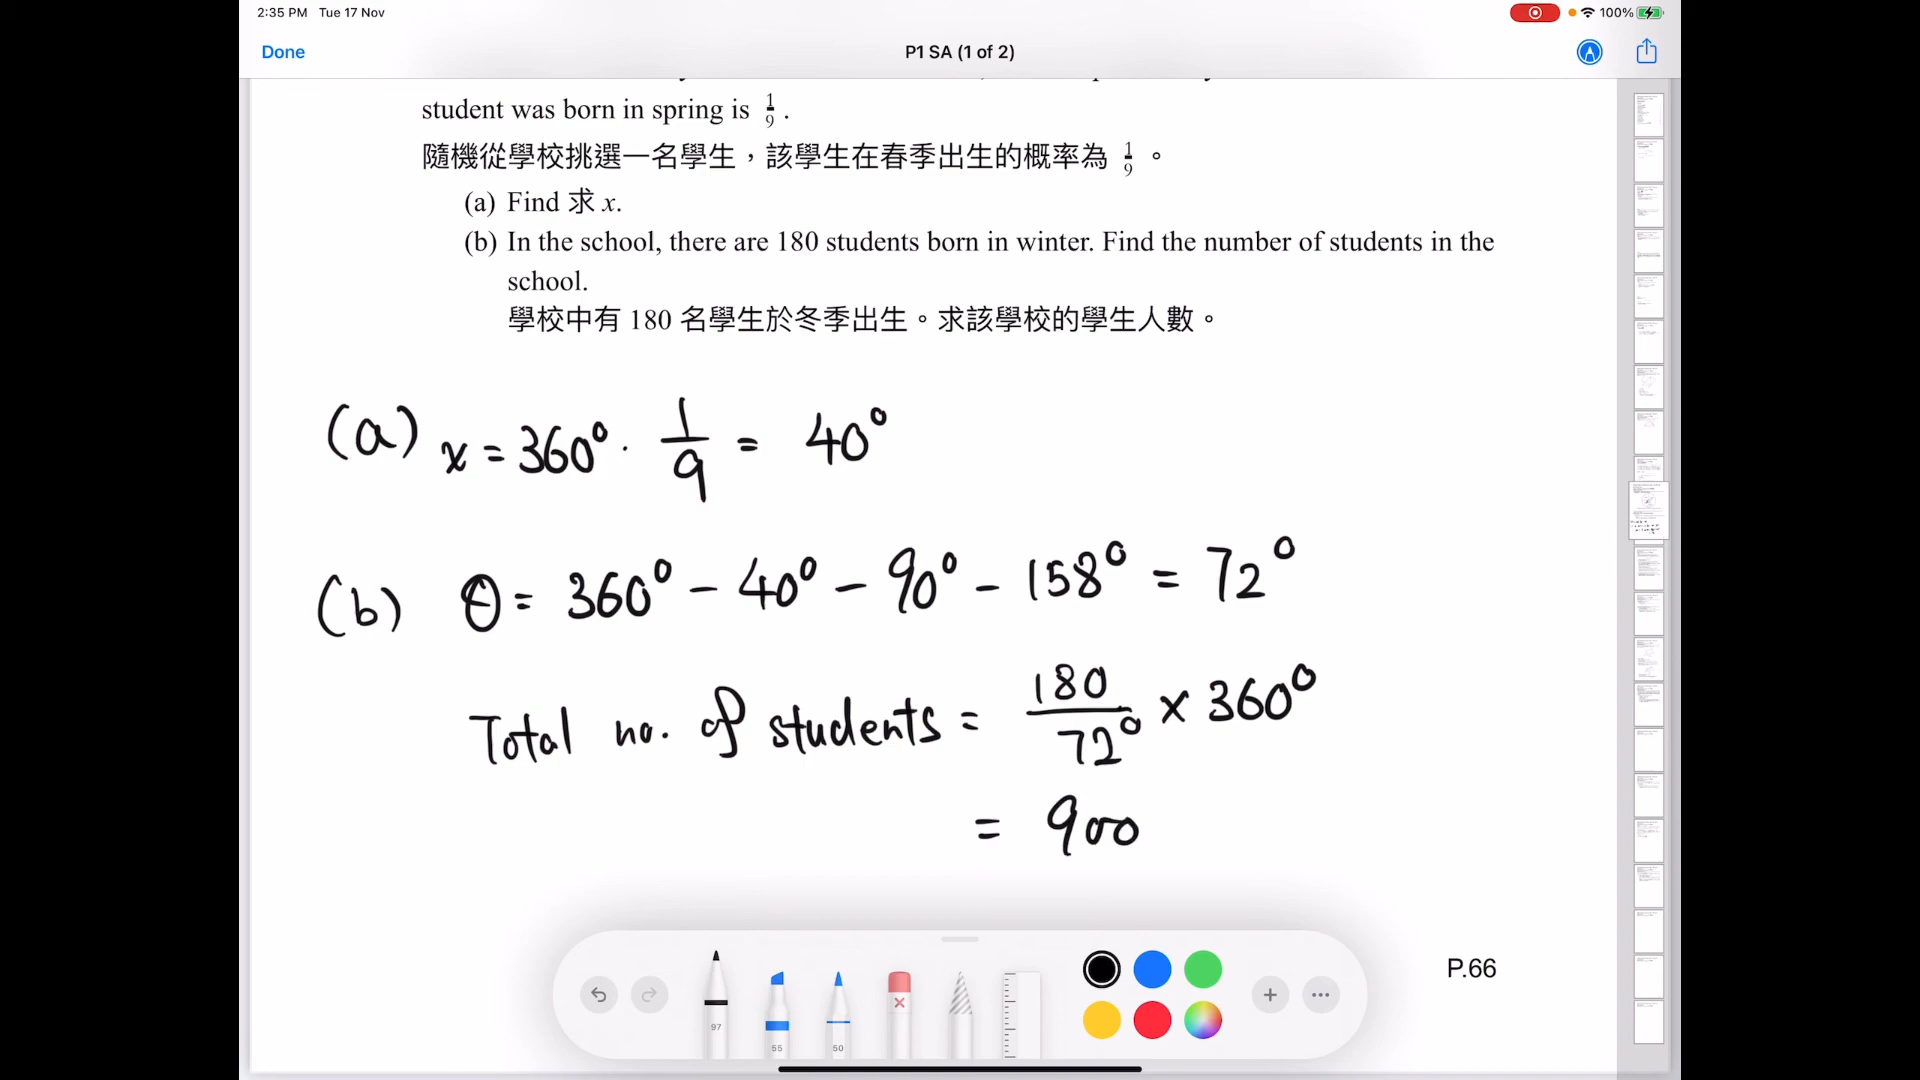 2:35 PM Tue 17 Nov
100%
Done
P1 SA (1 of 2)
student was born in spring is 1/9 .
隨機從學校挑選一名學生，該學生在春季出生的概率為 1/9 。
(a) Find 求 x.
(b) In the school, there are 180 students born in winter. Find the number of students in the
school.
學校中有 180 名學生於冬季出生。求該學校的學生人數。
(a) x = 360° · 1/9 = 40°
(b) θ = 360° - 40° - 90° - 158° = 72°
Total no. of students = 180/72° × 360°
= 900
P.66
97
55
50